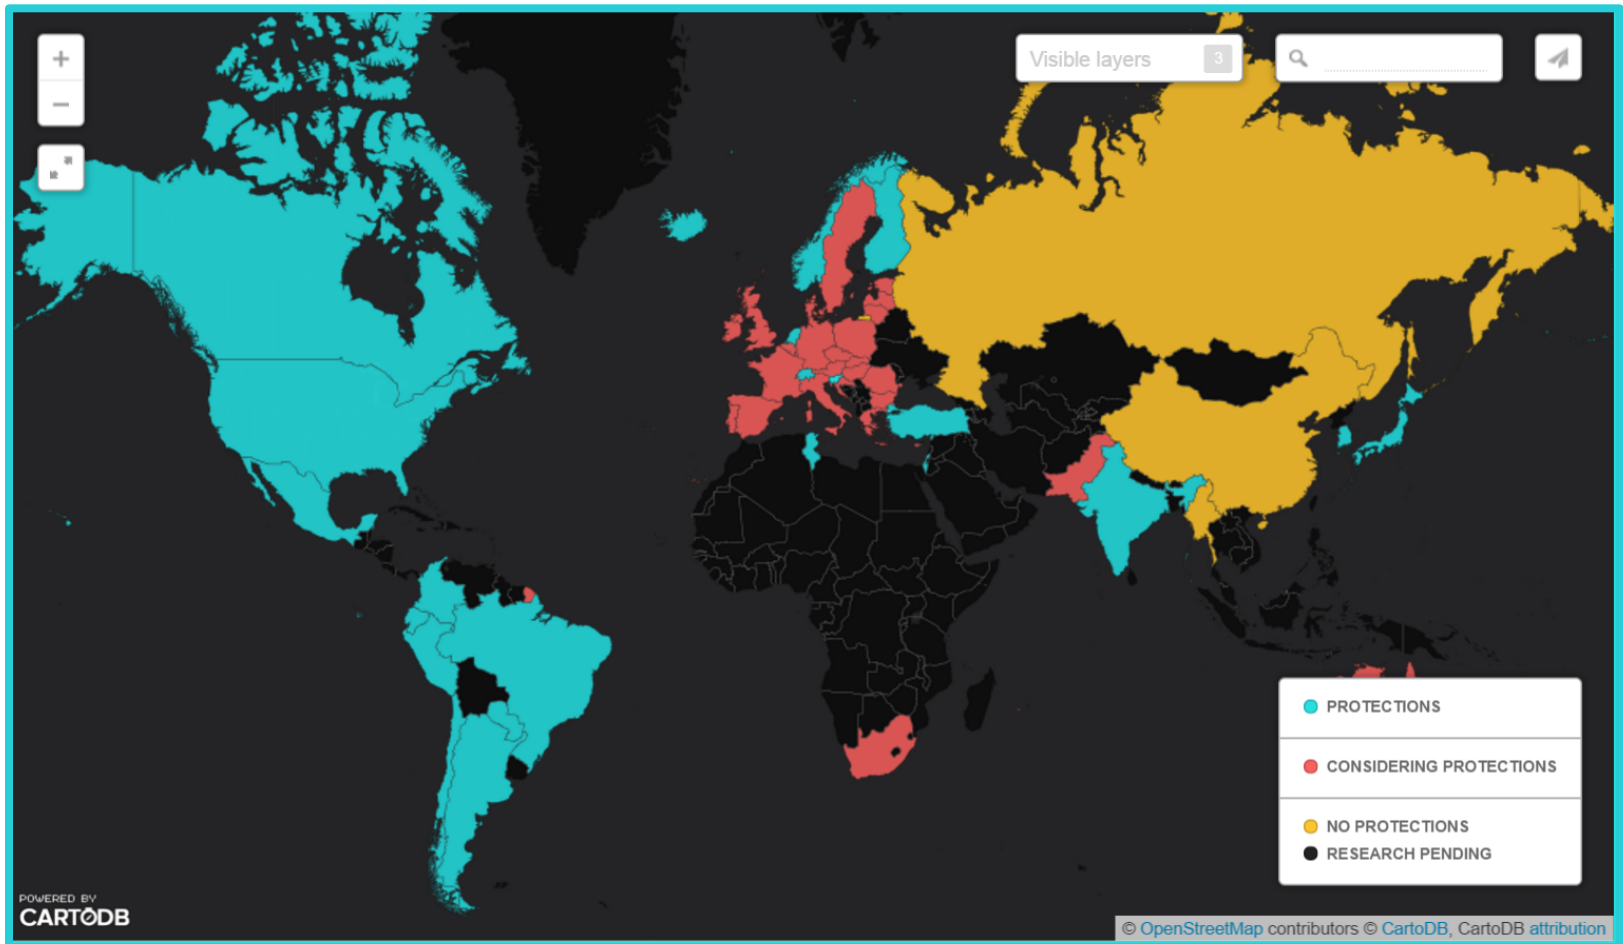 +
Visible layers 3
−
PROTECTIONS
CONSIDERING PROTECTIONS
NO PROTECTIONS
RESEARCH PENDING
POWERED BY
CARTODB
© OpenStreetMap contributors © CartoDB, CartoDB attribution